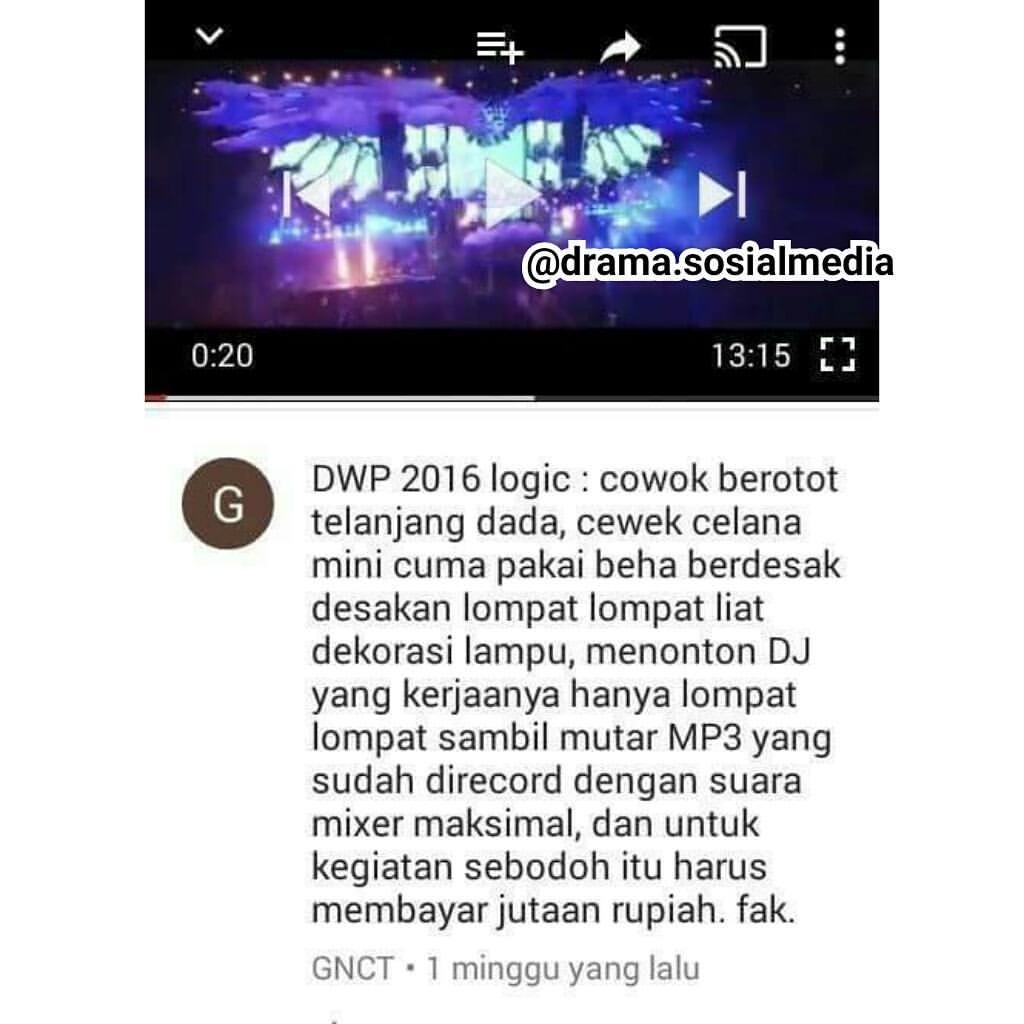 @drama.sosialmedia
0:20
13:15
G
DWP 2016 logic : cowok berotot
telanjang dada, cewek celana
mini cuma pakai beha berdesak
desakan lompat lompat liat
dekorasi lampu, menonton DJ
yang kerjaanya hanya lompat
lompat sambil mutar MP3 yang
sudah direcord dengan suara
mixer maksimal, dan untuk
kegiatan sebodoh itu harus
membayar jutaan rupiah. fak.
GNCT • 1 minggu yang lalu